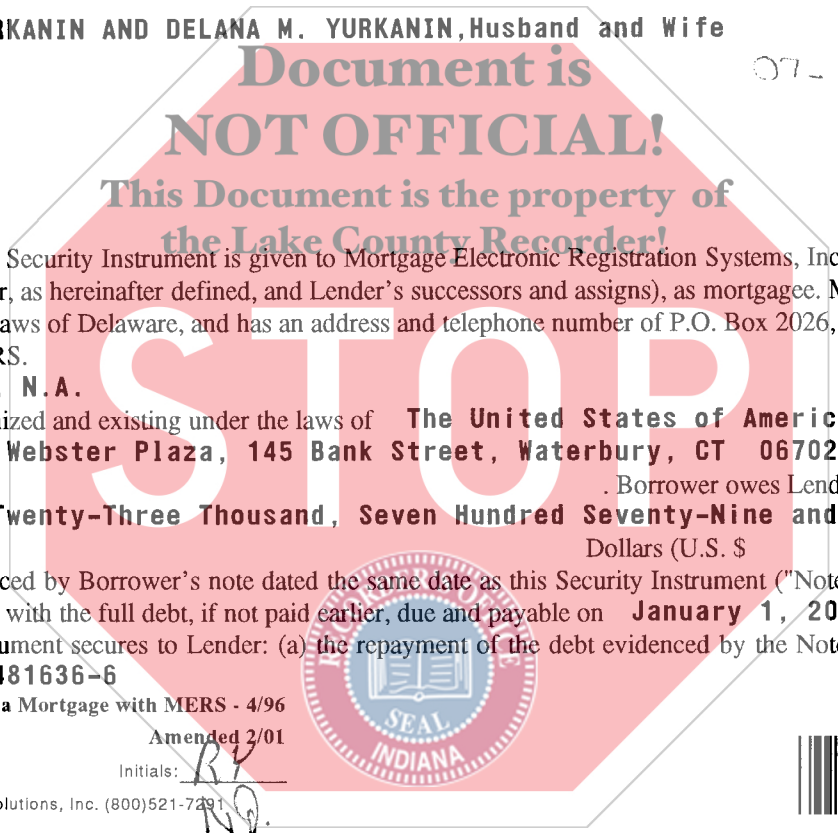 RKANIN AND DELANA M. YURKANIN,Husband and Wife
07-
Document is
NOT OFFICIAL!
This Document is the property of
the Lake County Recorder!
Security Instrument is given to Mortgage Electronic Registration Systems, Inc
r, as hereinafter defined, and Lender's successors and assigns), as mortgagee. M
aws of Delaware, and has an address and telephone number of P.O. Box 2026,
RS.
STOP
, N.A.
nized and existing under the laws of The United States of Americ
Webster Plaza, 145 Bank Street, Waterbury, CT 06702
. Borrower owes Lend
Twenty-Three Thousand, Seven Hundred Seventy-Nine and
Dollars (U.S. $
ced by Borrower's note dated the same date as this Security Instrument ("Note
with the full debt, if not paid earlier, due and payable on January 1, 20
ument secures to Lender: (a) the repayment of the debt evidenced by the Note
481636-6
a Mortgage with MERS - 4/96
Amended 2/01
Initials: RY
olutions, Inc. (800)521-7291
RECORDER'S OFFICE
SEAL
INDIANA